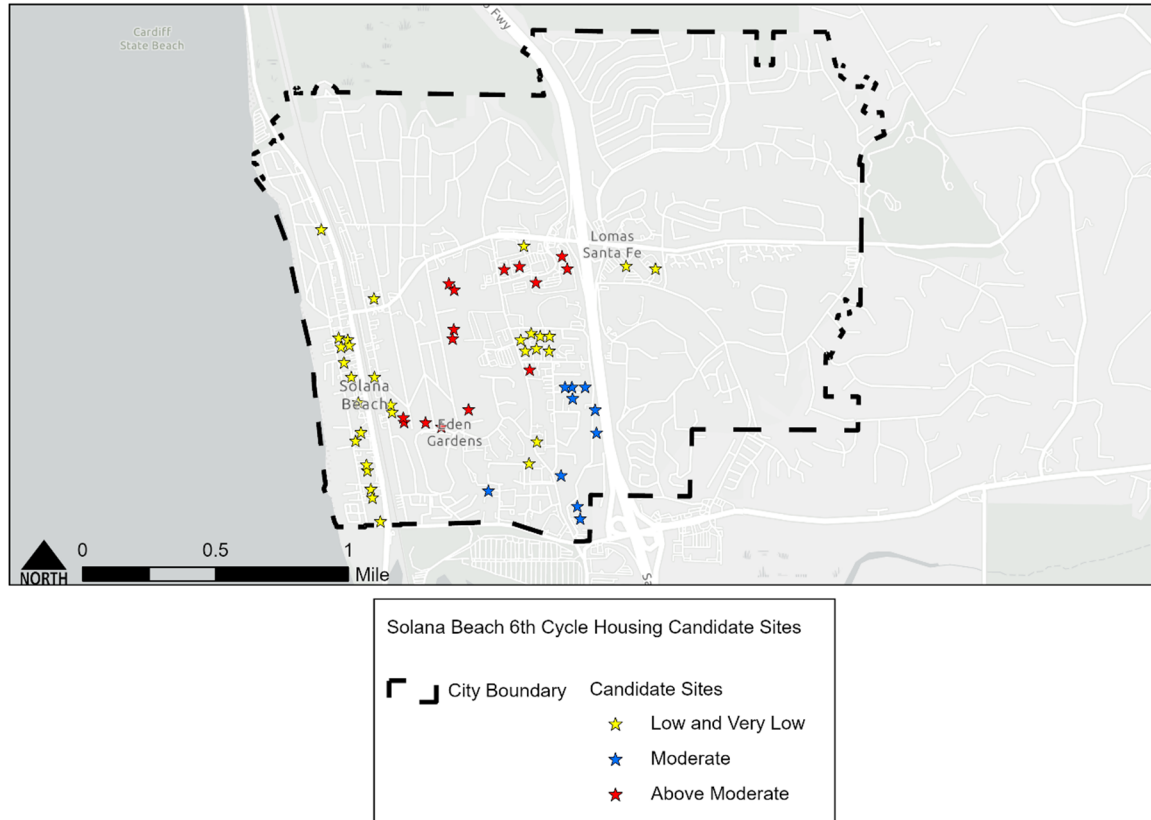 Cardiff
State Beach
o Fwy
Lomas
Santa Fe
Solana
Beach
Eden
Gardens
0 0.5 1
NORTH
Mile
Sa
Solana Beach 6th Cycle Housing Candidate Sites
City Boundary Candidate Sites
Low and Very Low
Moderate
Above Moderate